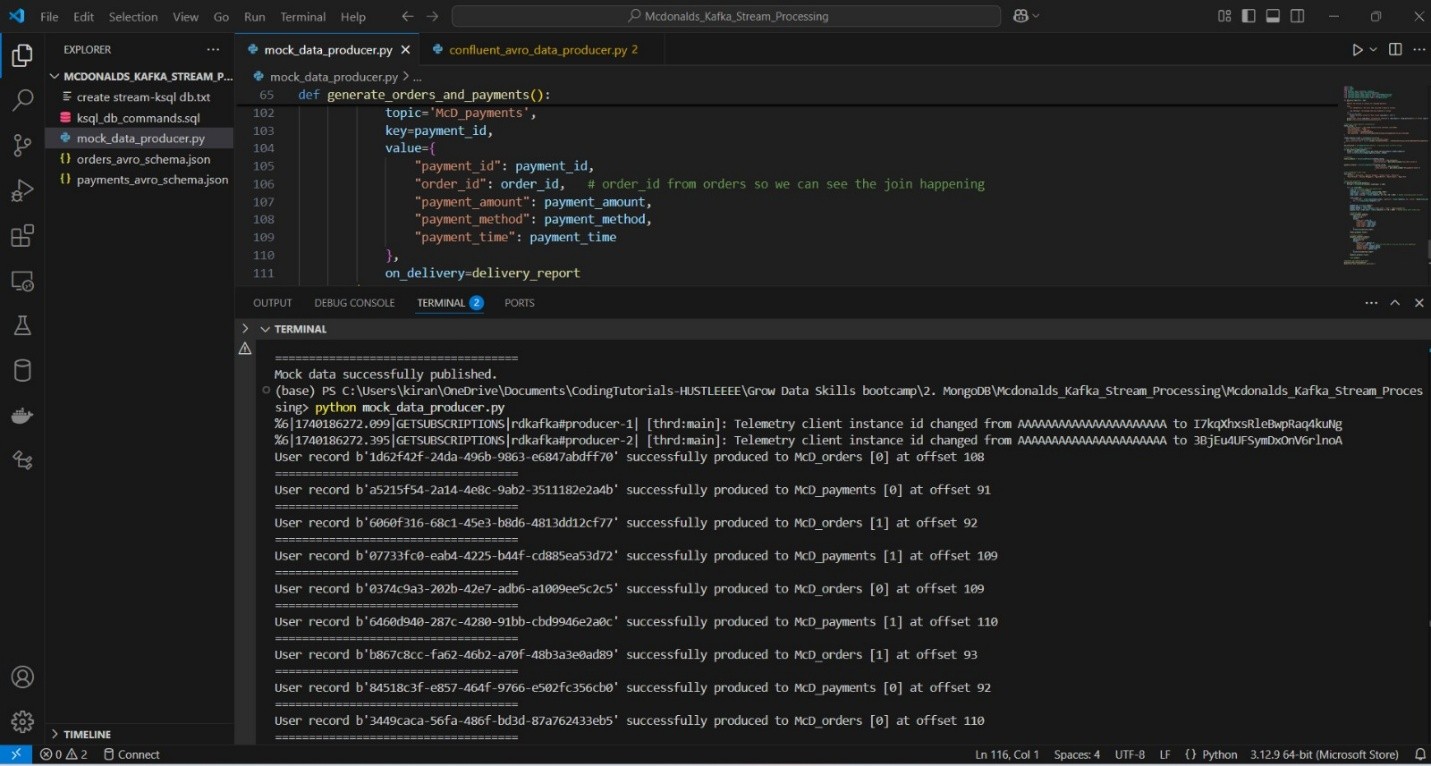 File Edit Selection View Go Run Terminal Help
Mcdonalds_Kafka_Stream_Processing
EXPLORER
MCDONALDS_KAFKA_STREAM_P...
create stream-ksql db.txt
ksql_db_commands.sql
mock_data_producer.py
orders_avro_schema.json
payments_avro_schema.json
TIMELINE
mock_data_producer.py
confluent_avro_data_producer.py 2
mock_data_producer.py > ...
65 def generate_orders_and_payments():
102 topic='McD_payments',
103 key=payment_id,
104 value={
105 "payment_id": payment_id,
106 "order_id": order_id, # order_id from orders so we can see the join happening
107 "payment_amount": payment_amount,
108 "payment_method": payment_method,
109 "payment_time": payment_time
110 },
111 on_delivery=delivery_report
OUTPUT DEBUG CONSOLE TERMINAL 2 PORTS
TERMINAL
=====================================
Mock data successfully published.
(base) PS C:\Users\kiran\OneDrive\Documents\CodingTutorials-HUSTLEEEE\Grow Data Skills bootcamp\2. MongoDB\Mcdonalds_Kafka_Stream_Processing\Mcdonalds_Kafka_Stream_Proces
sing> python mock_data_producer.py
%6|1740186272.099|GETSUBSCRIPTIONS|rdkafka#producer-1| [thrd:main]: Telemetry client instance id changed from AAAAAAAAAAAAAAAAAAAAAA to I7kqXhxsRleBwpRaq4kuNg
%6|1740186272.395|GETSUBSCRIPTIONS|rdkafka#producer-2| [thrd:main]: Telemetry client instance id changed from AAAAAAAAAAAAAAAAAAAAAA to 3BjEu4UFSymDxOnV6rlnoA
User record b'1d62f42f-24da-496b-9863-e6847abdff70' successfully produced to McD_orders [0] at offset 108
=====================================
User record b'a5215f54-2a14-4e8c-9ab2-3511182e2a4b' successfully produced to McD_payments [0] at offset 91
=====================================
User record b'6060f316-68c1-45e3-b8d6-4813dd12cf77' successfully produced to McD_orders [1] at offset 92
=====================================
User record b'07733fc0-eab4-4225-b44f-cd885ea53d72' successfully produced to McD_payments [1] at offset 109
=====================================
User record b'0374c9a3-202b-42e7-adb6-a1009ee5c2c5' successfully produced to McD_orders [0] at offset 109
=====================================
User record b'6460d940-287c-4280-91bb-cbd9946e2a0c' successfully produced to McD_payments [1] at offset 110
=====================================
User record b'b867c8cc-fa62-46b2-a70f-48b3a3e0ad89' successfully produced to McD_orders [1] at offset 93
=====================================
User record b'84518c3f-e857-464f-9766-e502fc356cb0' successfully produced to McD_payments [0] at offset 92
=====================================
User record b'3449caca-56fa-486f-bd3d-87a762433eb5' successfully produced to McD_orders [0] at offset 110
=====================================
0 2 Connect
Ln 116, Col 1 Spaces: 4 UTF-8 LF {} Python 3.12.9 64-bit (Microsoft Store)